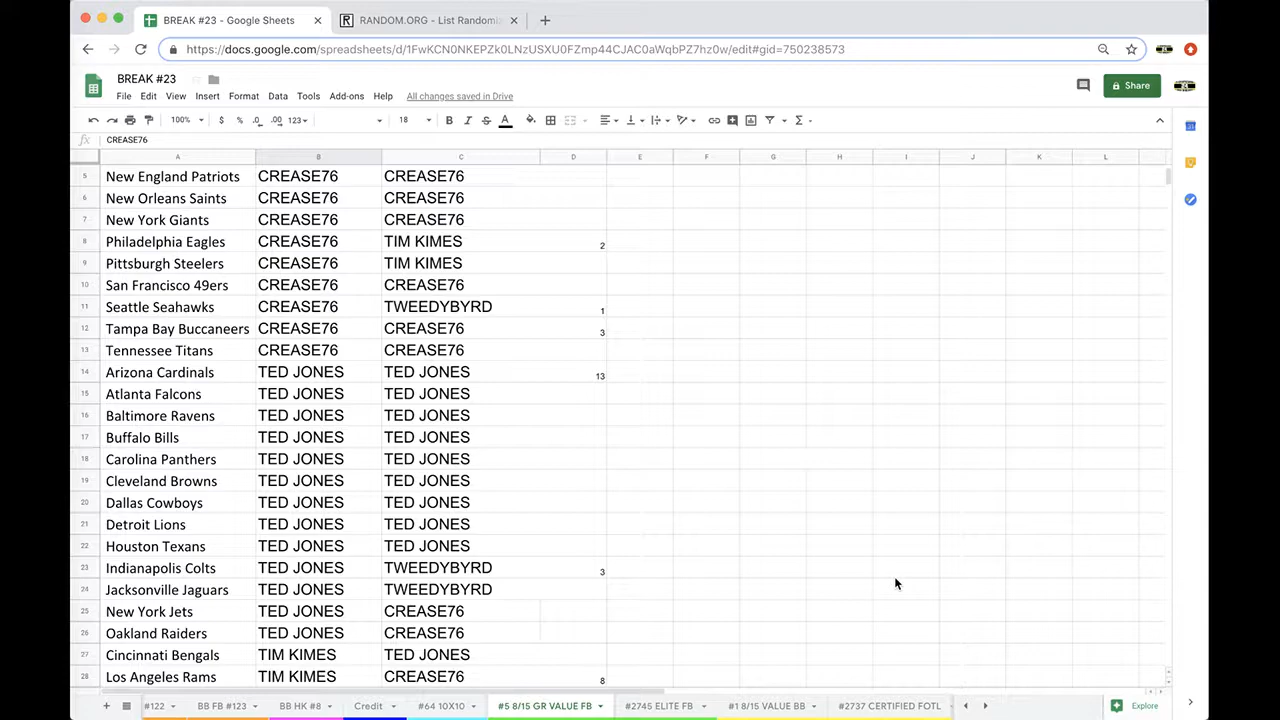 BREAK #23 - Google Sheets
RANDOM.ORG - List Randomi
https://docs.google.com/spreadsheets/d/1FwKCN0NKEPZk0LNzUSXU0FZmp44CJAC0aWqbPZ7hz0w/edit#gid=750238573
BREAK #23
File Edit View Insert Format Data Tools Add-ons Help All changes saved in Drive
Share
100% $ % .0 .00 123 18 B I S A
fx CREASE76
A B C D E F G H I J K L
5 New England Patriots CREASE76 CREASE76
6 New Orleans Saints CREASE76 CREASE76
7 New York Giants CREASE76 CREASE76
8 Philadelphia Eagles CREASE76 TIM KIMES 2
9 Pittsburgh Steelers CREASE76 TIM KIMES
10 San Francisco 49ers CREASE76 CREASE76
11 Seattle Seahawks CREASE76 TWEEDYBYRD 1
12 Tampa Bay Buccaneers CREASE76 CREASE76 3
13 Tennessee Titans CREASE76 CREASE76
14 Arizona Cardinals TED JONES TED JONES 13
15 Atlanta Falcons TED JONES TED JONES
16 Baltimore Ravens TED JONES TED JONES
17 Buffalo Bills TED JONES TED JONES
18 Carolina Panthers TED JONES TED JONES
19 Cleveland Browns TED JONES TED JONES
20 Dallas Cowboys TED JONES TED JONES
21 Detroit Lions TED JONES TED JONES
22 Houston Texans TED JONES TED JONES
23 Indianapolis Colts TED JONES TWEEDYBYRD 3
24 Jacksonville Jaguars TED JONES TWEEDYBYRD
25 New York Jets TED JONES CREASE76
26 Oakland Raiders TED JONES CREASE76
27 Cincinnati Bengals TIM KIMES TED JONES
28 Los Angeles Rams TIM KIMES CREASE76 8
#122 BB FB #123 BB HK #8 Credit #64 10X10 #5 8/15 GR VALUE FB #2745 ELITE FB #1 8/15 VALUE BB #2737 CERTIFIED FOTL Explore